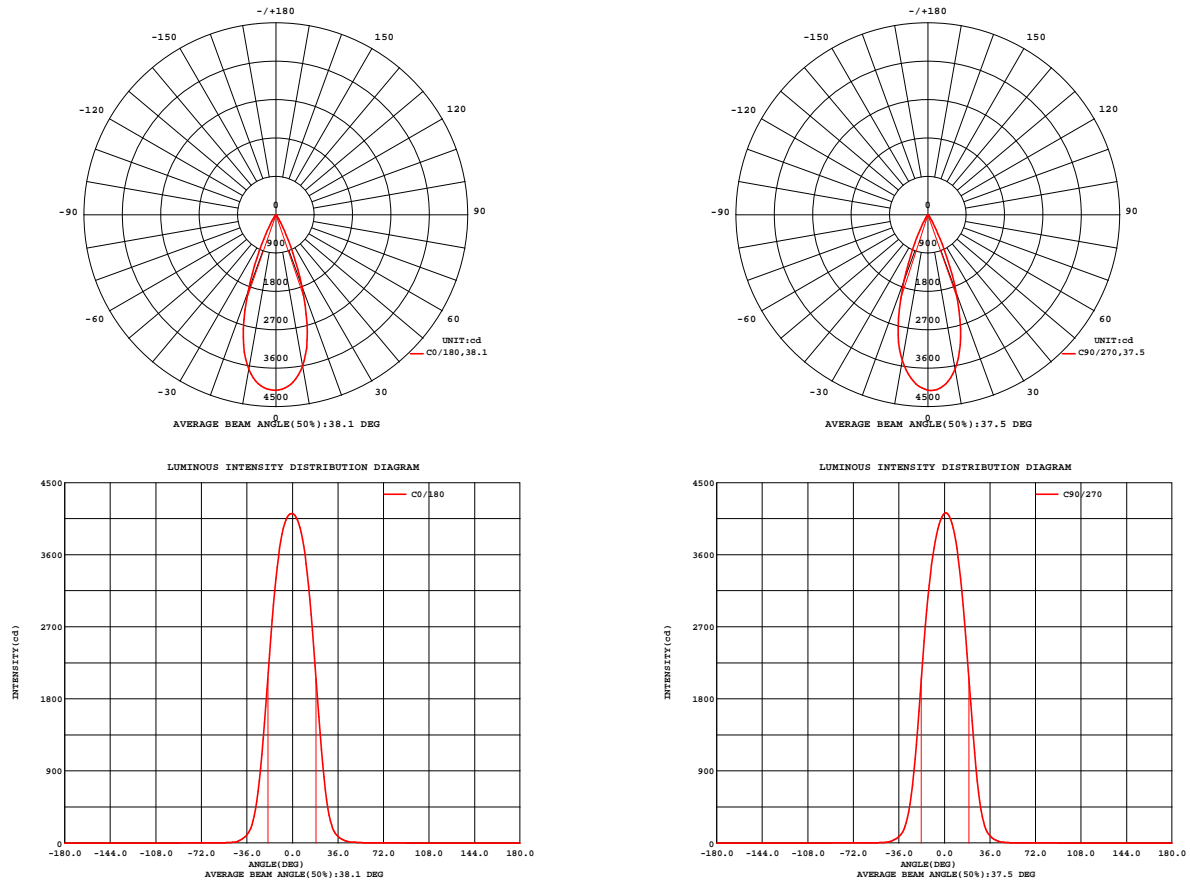 -/+180
-150 150
-120 120
-90 90
-60 60
-30 30
0
0
900
1800
2700
3600
4500
UNIT:cd
C0/180,38.1
AVERAGE BEAM ANGLE(50%):38.1 DEG
-/+180
-150 150
-120 120
-90 90
-60 60
-30 30
0
0
900
1800
2700
3600
4500
UNIT:cd
C90/270,37.5
AVERAGE BEAM ANGLE(50%):37.5 DEG
LUMINOUS INTENSITY DISTRIBUTION DIAGRAM
C0/180
INTENSITY(cd)
4500
3600
2700
1800
900
0
-180.0 -144.0 -108.0 -72.0 -36.0 0.0 36.0 72.0 108.0 144.0 180.0
ANGLE(DEG)
AVERAGE BEAM ANGLE(50%):38.1 DEG
LUMINOUS INTENSITY DISTRIBUTION DIAGRAM
C90/270
INTENSITY(cd)
4500
3600
2700
1800
900
0
-180.0 -144.0 -108.0 -72.0 -36.0 0.0 36.0 72.0 108.0 144.0 180.0
ANGLE(DEG)
AVERAGE BEAM ANGLE(50%):37.5 DEG